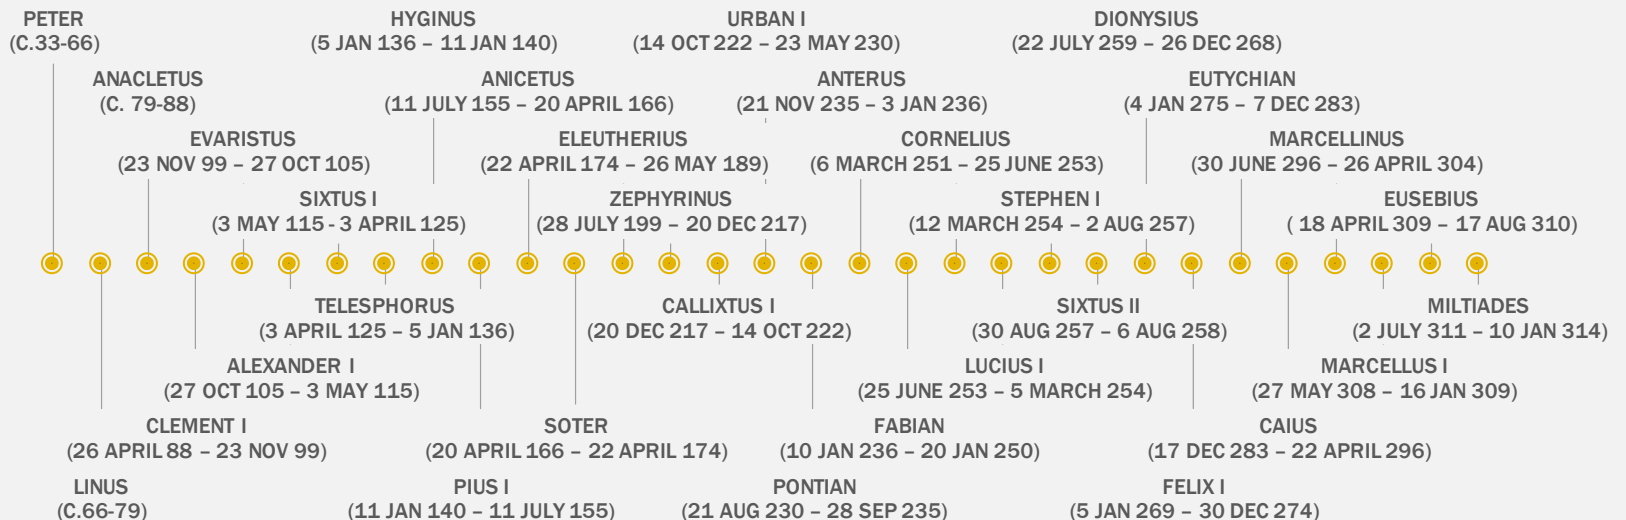 PETER
(C.33-66)
HYGINUS
(5 JAN 136 – 11 JAN 140)
URBAN I
(14 OCT 222 – 23 MAY 230)
DIONYSIUS
(22 JULY 259 – 26 DEC 268)
ANACLETUS
(C. 79-88)
ANICETUS
(11 JULY 155 – 20 APRIL 166)
ANTERUS
(21 NOV 235 – 3 JAN 236)
EUTYCHIAN
(4 JAN 275 – 7 DEC 283)
EVARISTUS
(23 NOV 99 – 27 OCT 105)
ELEUTHERIUS
(22 APRIL 174 – 26 MAY 189)
CORNELIUS
(6 MARCH 251 – 25 JUNE 253)
MARCELLINUS
(30 JUNE 296 – 26 APRIL 304)
SIXTUS I
(3 MAY 115 - 3 APRIL 125)
ZEPHYRINUS
(28 JULY 199 – 20 DEC 217)
STEPHEN I
(12 MARCH 254 – 2 AUG 257)
EUSEBIUS
( 18 APRIL 309 – 17 AUG 310)
TELESPHORUS
(3 APRIL 125 – 5 JAN 136)
CALLIXTUS I
(20 DEC 217 – 14 OCT 222)
SIXTUS II
(30 AUG 257 – 6 AUG 258)
MILTIADES
(2 JULY 311 – 10 JAN 314)
ALEXANDER I
(27 OCT 105 – 3 MAY 115)
LUCIUS I
(25 JUNE 253 – 5 MARCH 254)
MARCELLUS I
(27 MAY 308 – 16 JAN 309)
CLEMENT I
(26 APRIL 88 – 23 NOV 99)
SOTER
(20 APRIL 166 – 22 APRIL 174)
FABIAN
(10 JAN 236 – 20 JAN 250)
CAIUS
(17 DEC 283 – 22 APRIL 296)
LINUS
(C.66-79)
PIUS I
(11 JAN 140 – 11 JULY 155)
PONTIAN
(21 AUG 230 – 28 SEP 235)
FELIX I
(5 JAN 269 – 30 DEC 274)